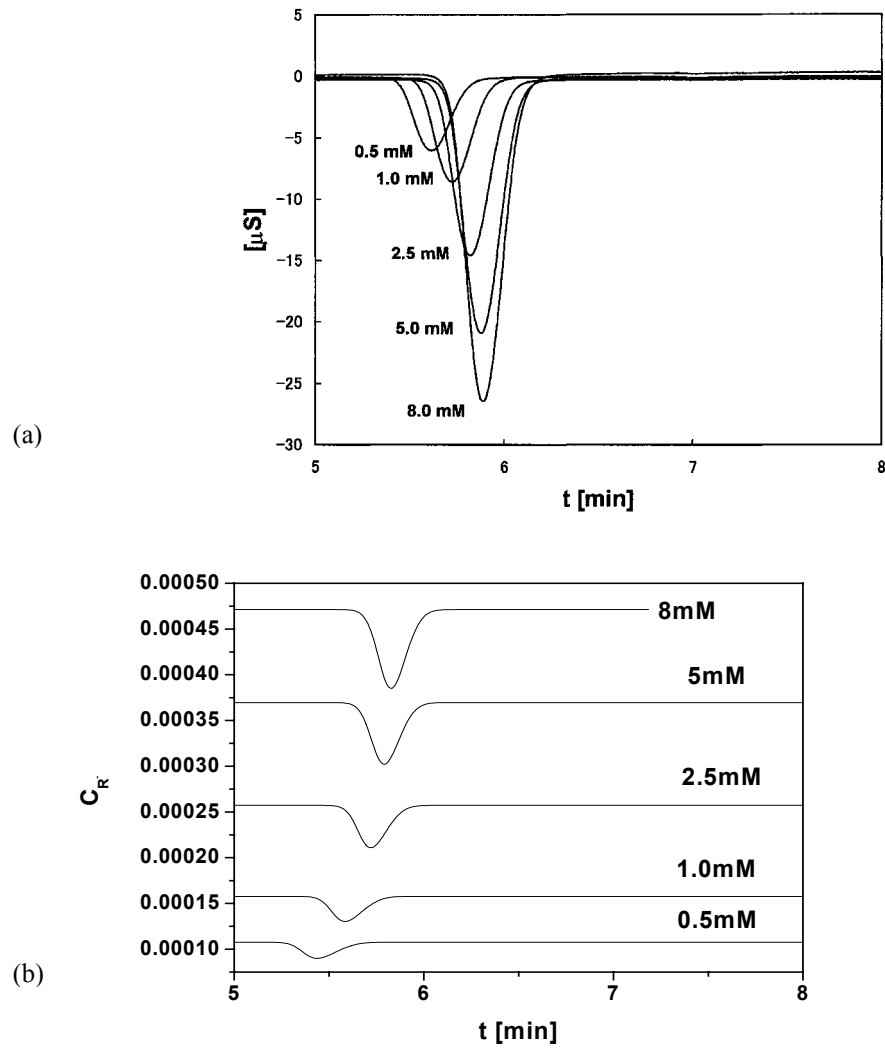 5
0
−5
−10
−15
−20
−25
−30
[µS]
0.5 mM
1.0 mM
2.5 mM
5.0 mM
8.0 mM
5 6 7 8
t [min]
(a)
0.00050
0.00045
0.00040
0.00035
0.00030
0.00025
0.00020
0.00015
0.00010
C_R-
8mM
5mM
2.5mM
1.0mM
0.5mM
5 6 7 8
t [min]
(b)